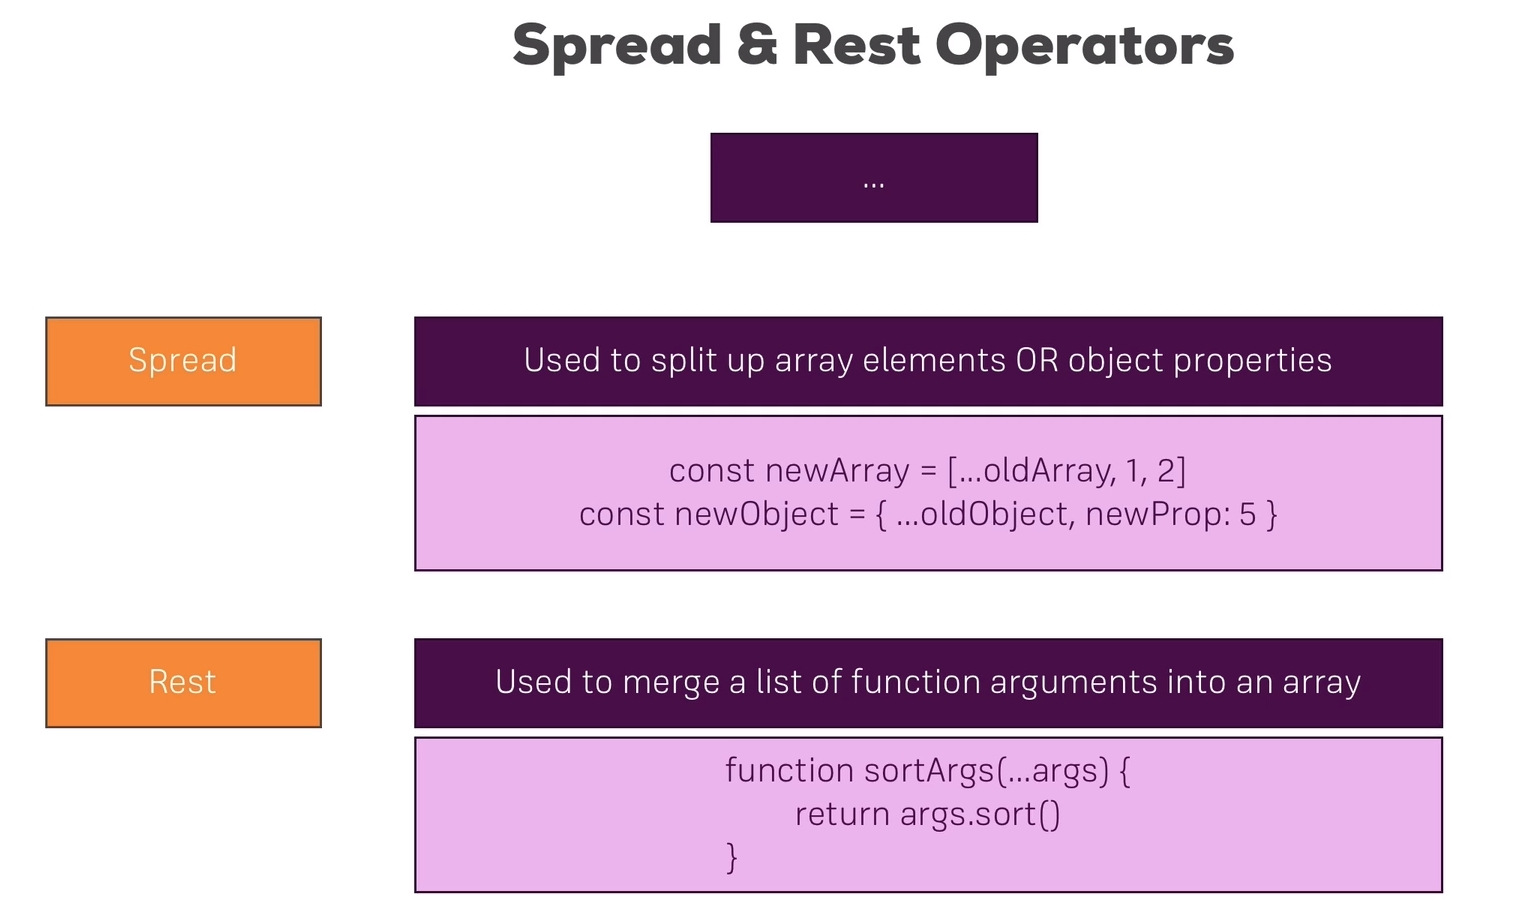 Spread & Rest Operators
...
Spread
Used to split up array elements OR object properties
const newArray = [...oldArray, 1, 2]
const newObject = { ...oldObject, newProp: 5 }
Rest
Used to merge a list of function arguments into an array
function sortArgs(...args) {
return args.sort()
}